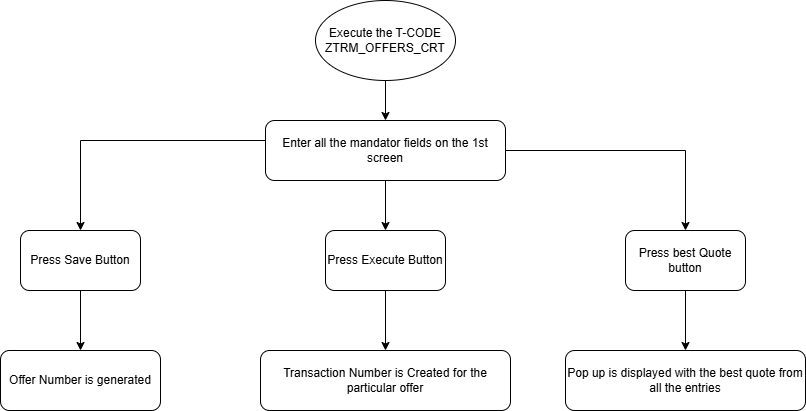 Execute the T-CODE
ZTRM_OFFERS_CRT
Enter all the mandator fields on the 1st
screen
Press Save Button
Press Execute Button
Press best Quote
button
Offer Number is generated
Transaction Number is Created for the
particular offer
Pop up is displayed with the best quote from
all the entries